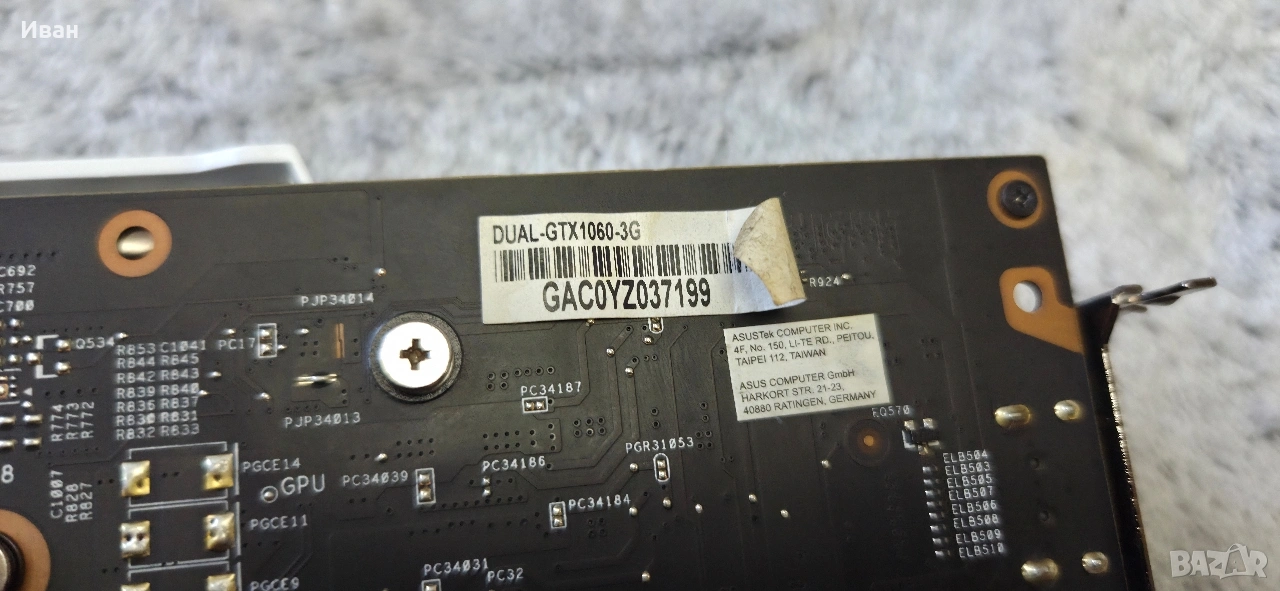 Иван
DUAL-GTX1060-3G
GAC0YZ037199
ASUSTek COMPUTER INC.
4F, No. 150, LI-TE RD., PEITOU,
TAIPEI 112, TAIWAN
ASUS COMPUTER GmbH
HARKORT STR. 21-23,
40880 RATINGEN, GERMANY
C692
R757
C700
Q534
R853 C1041
R844 R845
R842 R843
R839 R840
R836 R837
R830 R831
R832 R833
PC17
PJP34014
PJP34013
R774
R773
R772
8
C1007
R828
R827
PGCE14
GPU
PGCE11
PGCE9
PC34039
PC34187
PC34186
PC34184
PGR31053
PC34031
PC32
R924
EQ570
ELB504
ELB503
ELB505
ELB507
ELB506
ELB508
ELB509
ELB510
BAZAR